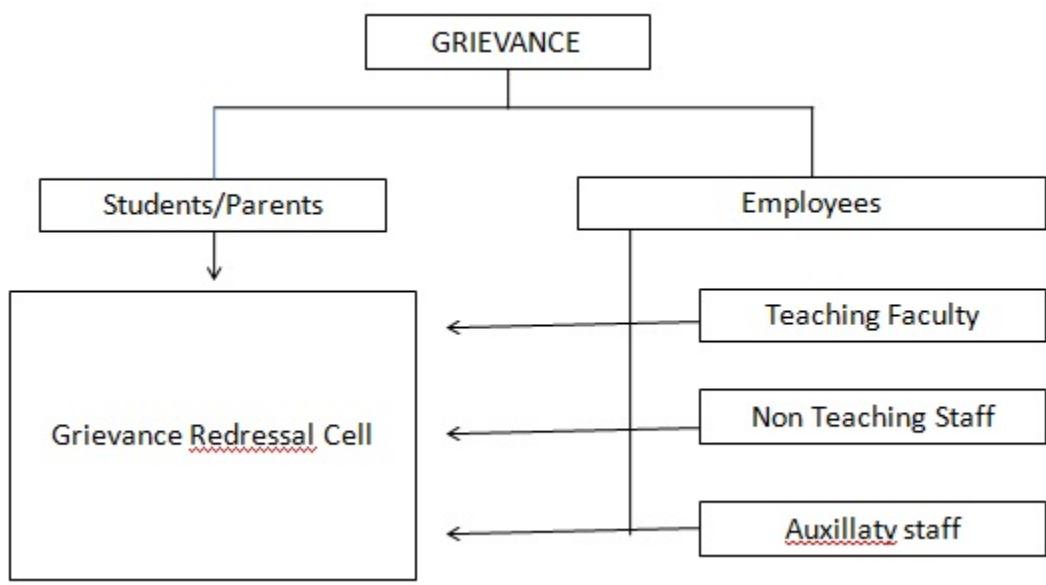 GRIEVANCE
Students/Parents
Employees
Teaching Faculty
Non Teaching Staff
Grievance Redressal Cell
Auxillaty staff